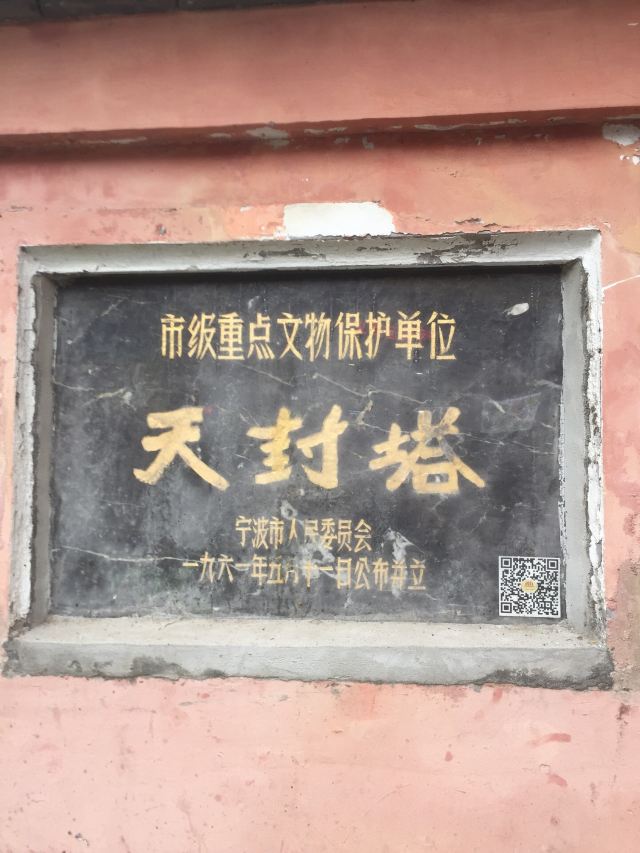 市级重点文物保护单位
天封塔
宁波市人民委员会
一九六一年五月十一日公布并立